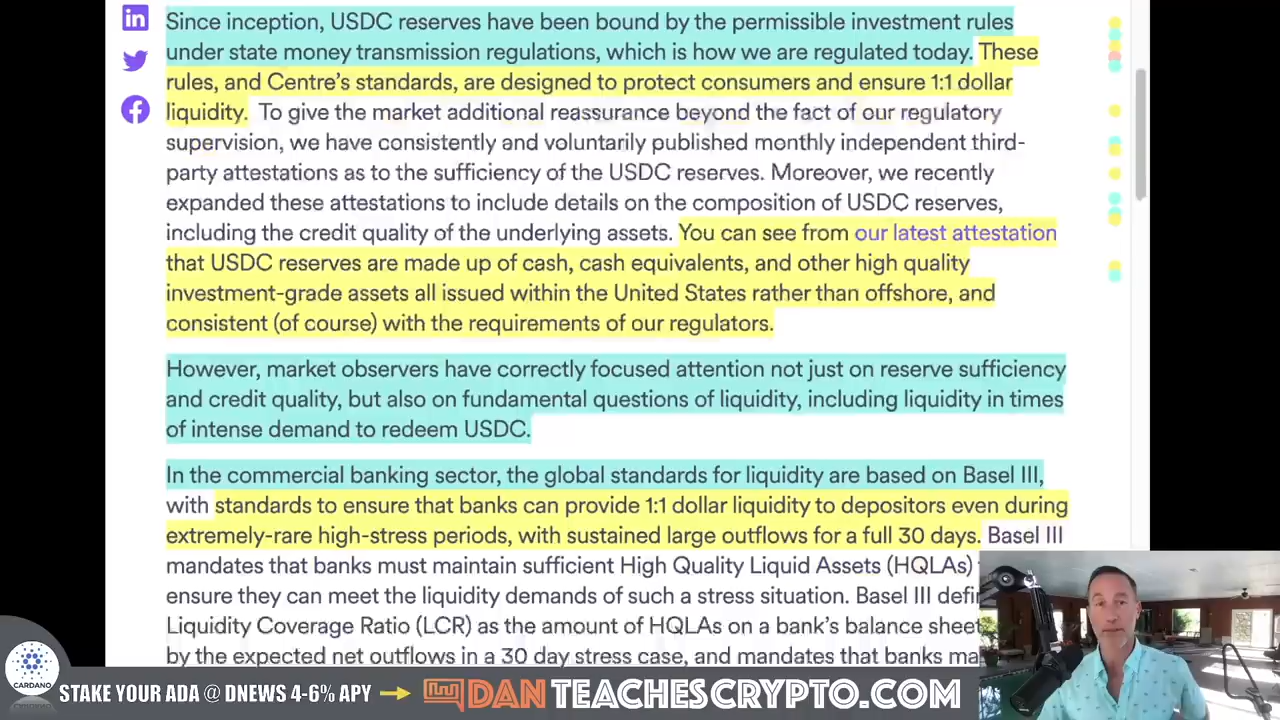 Since inception, USDC reserves have been bound by the permissible investment rules
under state money transmission regulations, which is how we are regulated today. These
rules, and Centre's standards, are designed to protect consumers and ensure 1:1 dollar
liquidity. To give the market additional reassurance beyond the fact of our regulatory
supervision, we have consistently and voluntarily published monthly independent third-
party attestations as to the sufficiency of the USDC reserves. Moreover, we recently
expanded these attestations to include details on the composition of USDC reserves,
including the credit quality of the underlying assets. You can see from our latest attestation
that USDC reserves are made up of cash, cash equivalents, and other high quality
investment-grade assets all issued within the United States rather than offshore, and
consistent (of course) with the requirements of our regulators.
However, market observers have correctly focused attention not just on reserve sufficiency
and credit quality, but also on fundamental questions of liquidity, including liquidity in times
of intense demand to redeem USDC.
In the commercial banking sector, the global standards for liquidity are based on Basel III,
with standards to ensure that banks can provide 1:1 dollar liquidity to depositors even during
extremely-rare high-stress periods, with sustained large outflows for a full 30 days. Basel III
mandates that banks must maintain sufficient High Quality Liquid Assets (HQLAs)
ensure they can meet the liquidity demands of such a stress situation. Basel III defi
Liquidity Coverage Ratio (LCR) as the amount of HQLAs on a bank's balance sheet
by the expected net outflows in a 30 day stress case, and mandates that banks ma
CARDANO
STAKE YOUR ADA @ DNEWS 4-6% APY
DAN TEACHESCRYPTO.COM